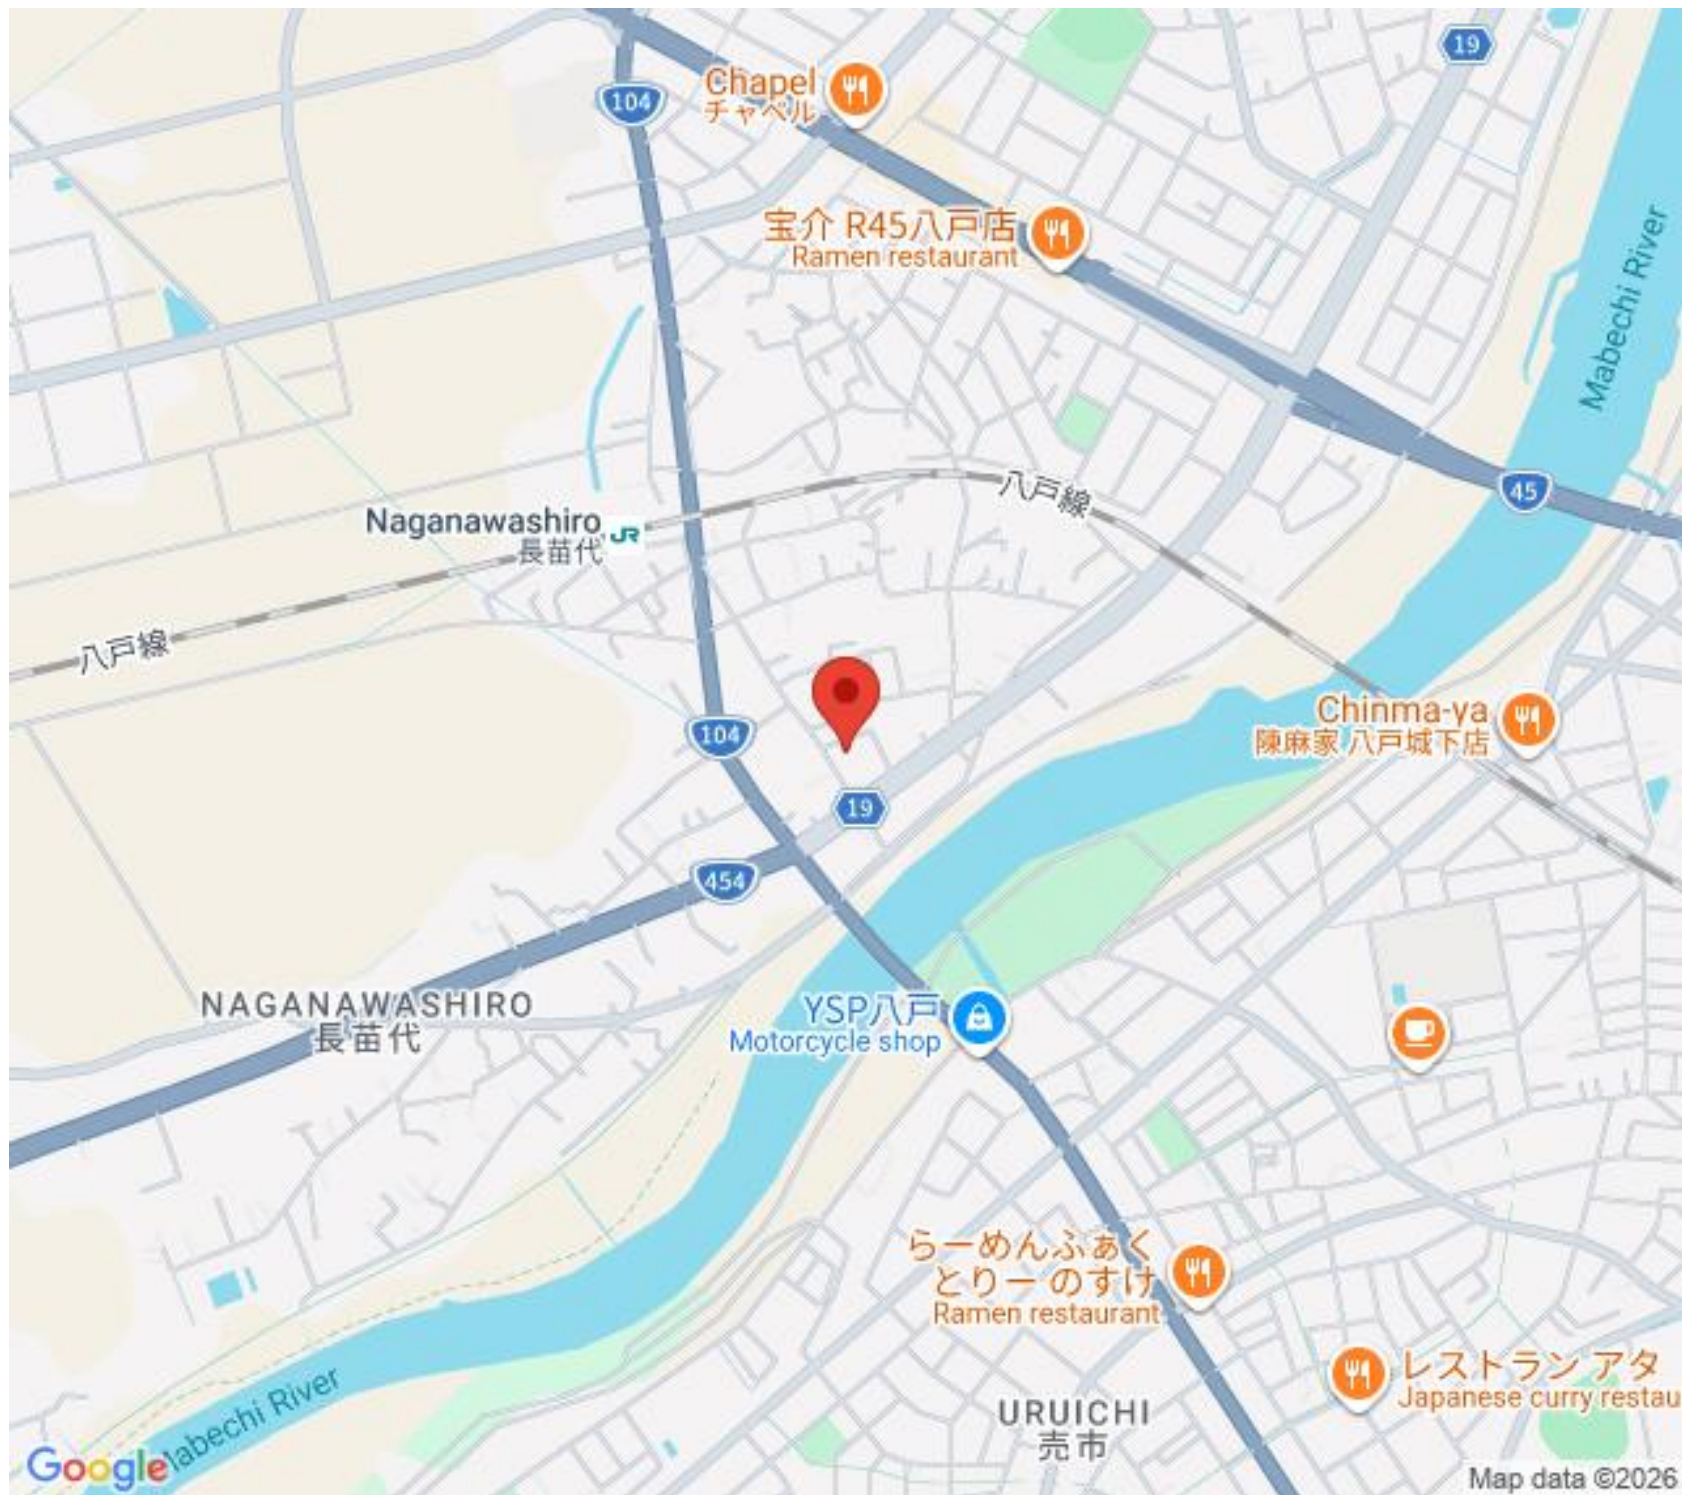 19
104
Chapel
チャペル
宝介 R45八戸店
Ramen restaurant
Mabechi River
八戸線
45
Naganawashiro
長苗代
JR
八戸線
Chinma-ya
陳麻家 八戸城下店
104
19
454
NAGANAWASHIRO
長苗代
YSP八戸
Motorcycle shop
らーめんふぁく
とりー のすけ
Ramen restaurant
レストラン アタ
Japanese curry restau
URUICHI
売市
Mabechi River
Google
Map data ©2026